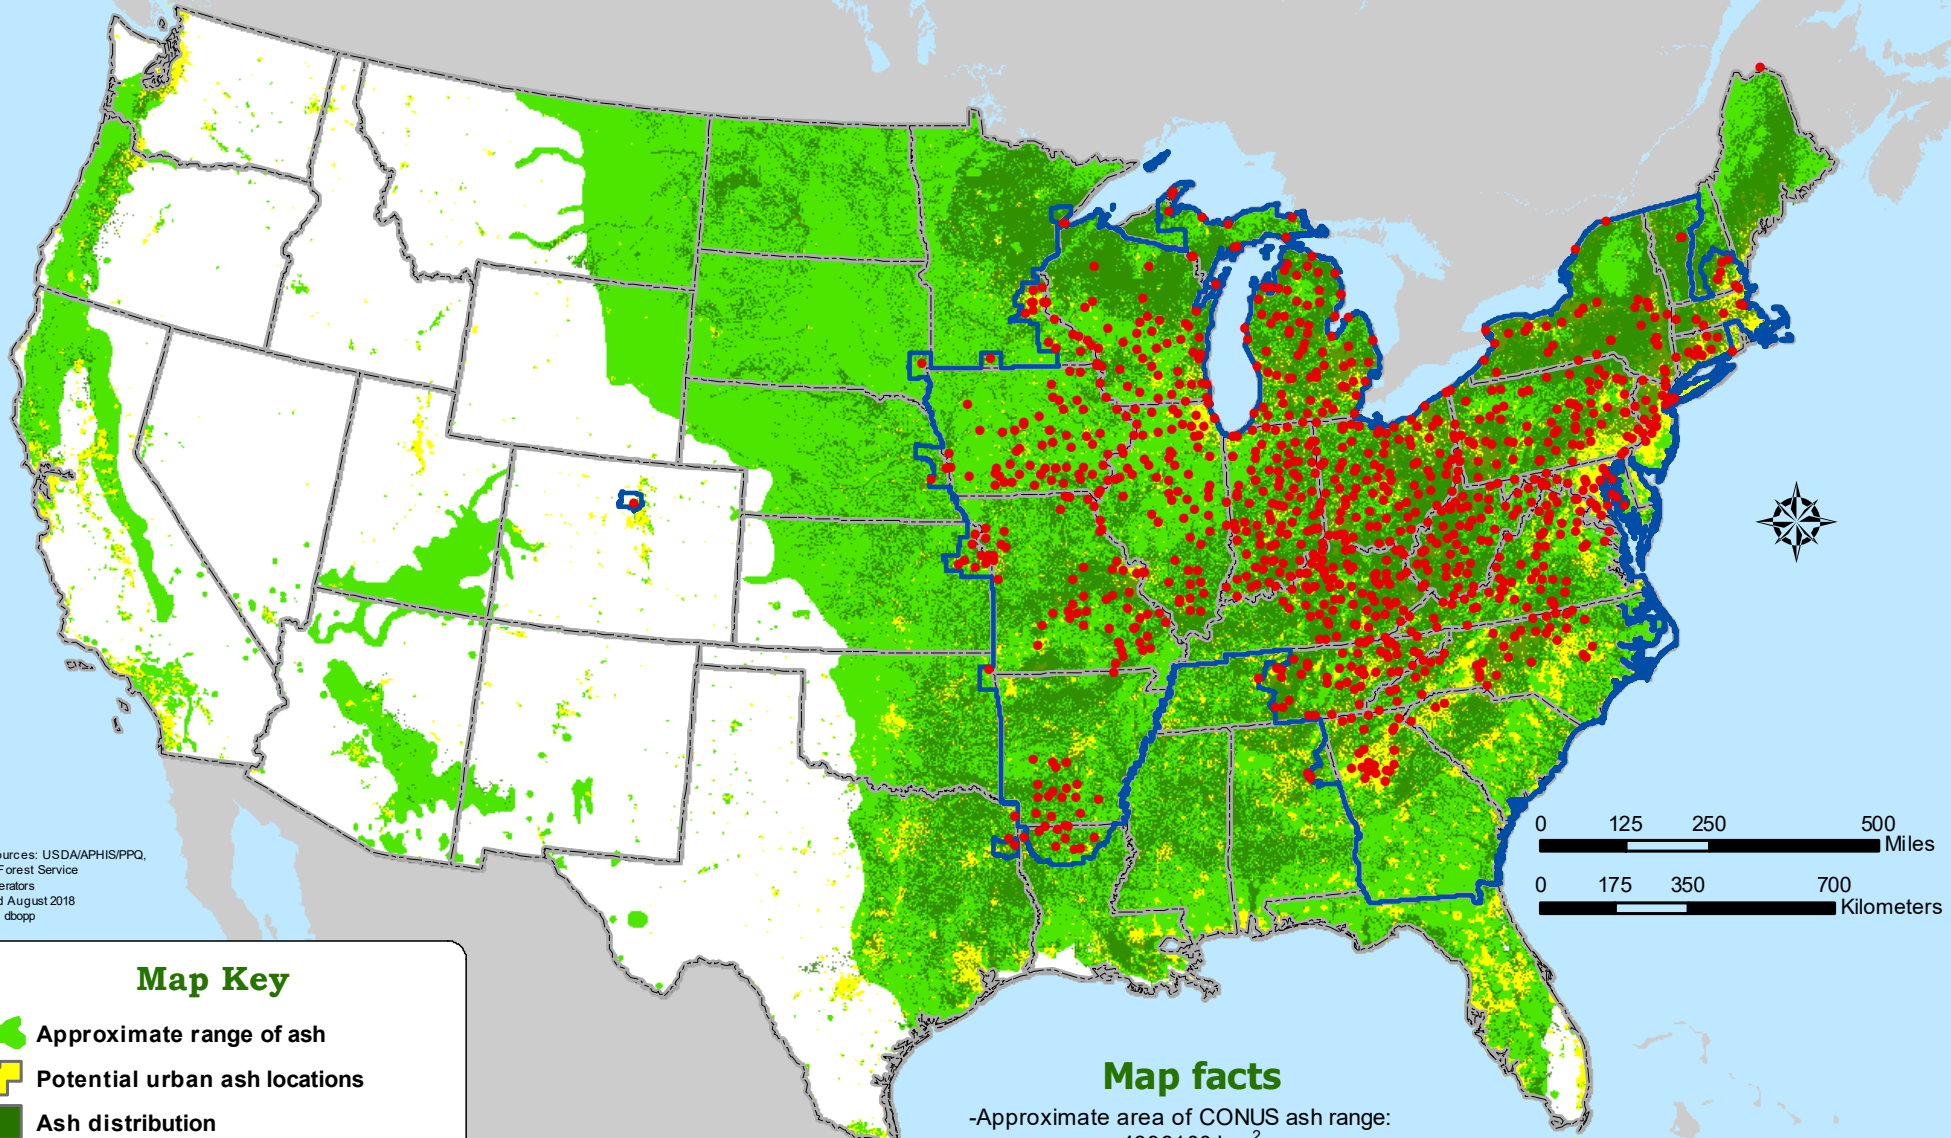 0 125 250 500
Miles
0 175 350 700
Kilometers
USDA/APHIS/PPQ,
Forest Service
August 2018
dbopp
Map Key
Approximate range of ash
Potential urban ash locations
Ash distribution
Map facts
-Approximate area of CONUS ash range: